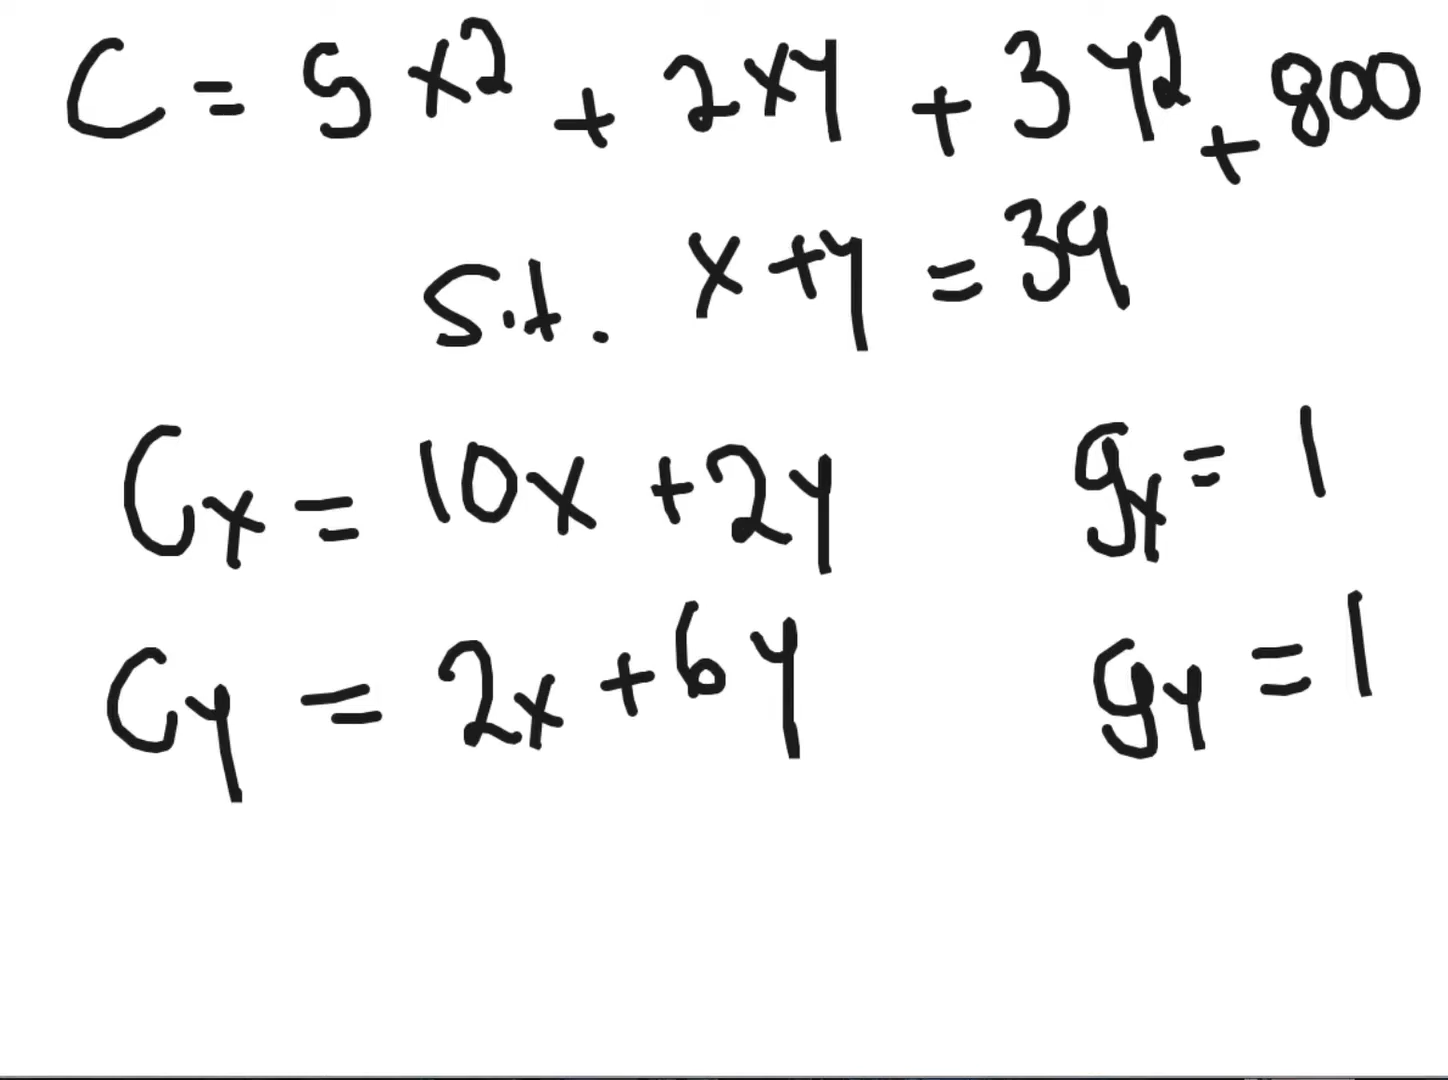 C = 5x² + 2xy + 3y² + 800
s.t. x + y = 39
Cx = 10x + 2y gx = 1
Cy = 2x + 6y gy = 1